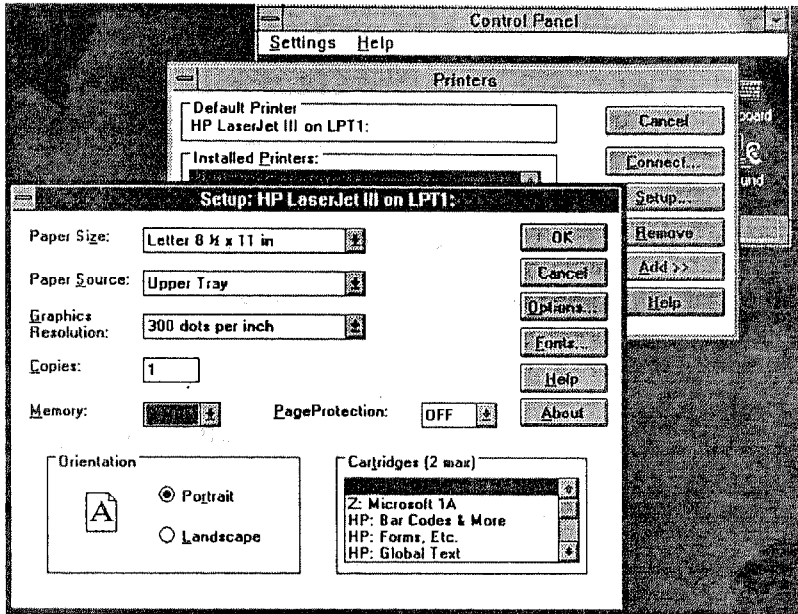 Control Panel
Settings Help
Printers
Default Printer
HP LaserJet III on LPT1:
Cancel
Installed Printers:
Connect...
Setup...
Remove
Add >>
Help
Setup: HP LaserJet III on LPT1:
Paper Size:
Letter 8 ½ x 11 in
OK
Paper Source:
Upper Tray
Cancel
Options...
Graphics
Resolution:
300 dots per inch
Fonts...
Copies:
1
Help
Memory:
PageProtection:
OFF
About
Orientation
A
Portrait
Landscape
Cartridges (2 max)
Z: Microsoft 1A
HP: Bar Codes & More
HP: Forms, Etc.
HP: Global Text